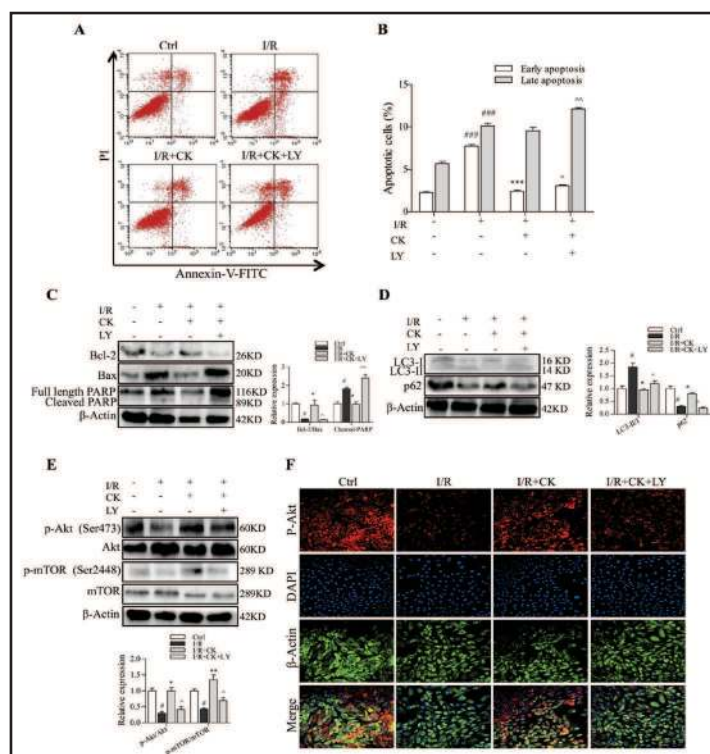 A
Ctrl
I/R
I/R+CK
I/R+CK+LY
PI
Annexin-V-FITC
B
Early apoptosis
Late apoptosis
Apoptotic cells (%)
15
10
5
0
###
###
***
^
^^
I/R - + + +
CK - - + +
LY - - - +
C
I/R - + + +
CK - - + +
LY - - - +
Bcl-2
26KD
Bax
20KD
Full length PARP
116KD
Cleaved PARP
89KD
β-Actin
42KD
Relative expression
I/R+CK
I/R+CK+LY
D
I/R - + + +
CK - - + +
LY - - - +
LC3-I
16 KD
LC3-II
14 KD
p62
47 KD
β-Actin
42KD
Relative expression
Ctrl
I/R
I/R+CK
I/R+CK+LY
p62
E
I/R - + + +
CK - - + +
LY - - - +
p-Akt (Ser473)
60KD
Akt
60KD
p-mTOR (Ser2448)
289 KD
mTOR
289KD
β-Actin
42KD
Relative expression
Ctrl
I/R
I/R+CK
I/R+CK+LY
p-Akt/Akt
p-mTOR/mTOR
F
Ctrl
I/R
I/R+CK
I/R+CK+LY
P-Akt
DAPI
β-Actin
Merge